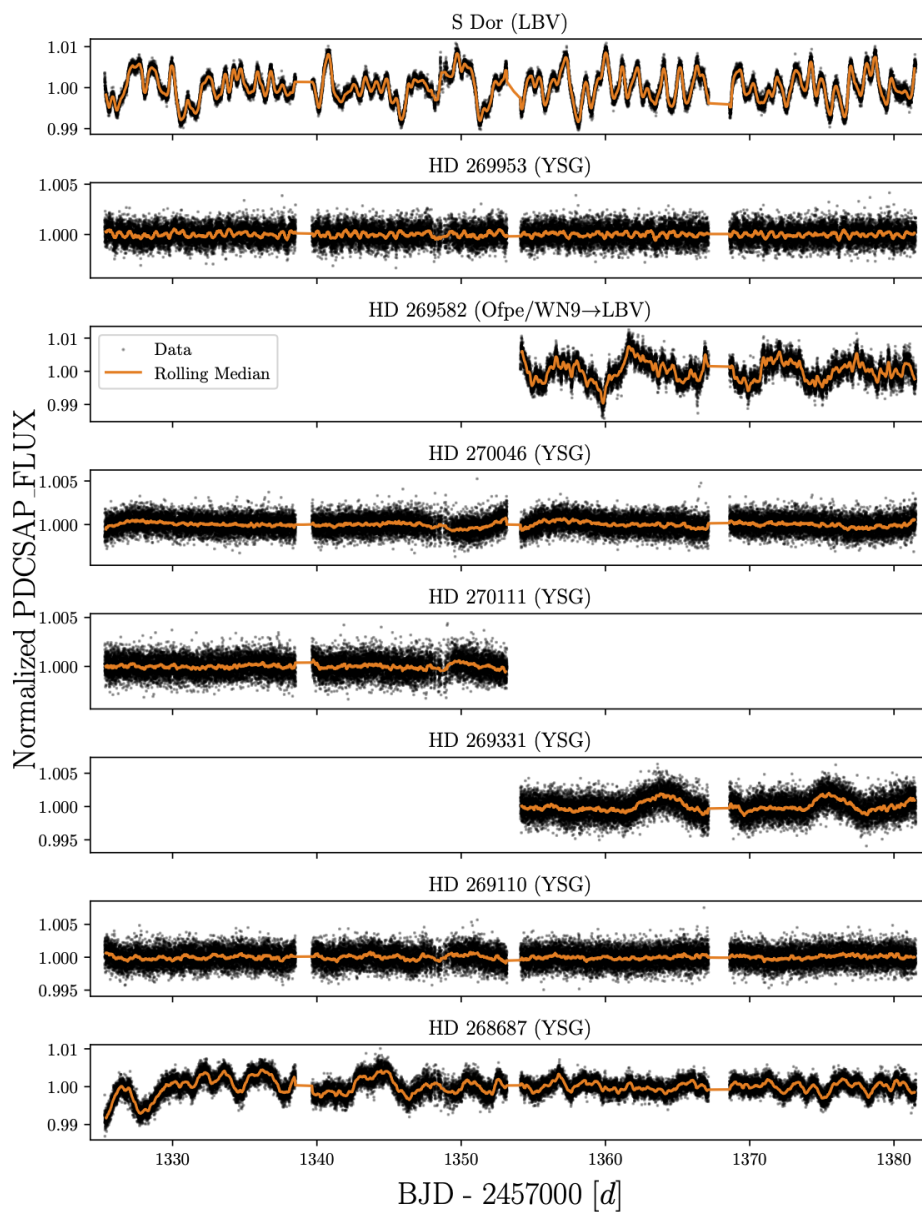 S Dor (LBV)
1.01
1.00
0.99
HD 269953 (YSG)
1.005
1.000
HD 269582 (Ofpe/WN9→LBV)
1.01
1.00
0.99
Data
Rolling Median
HD 270046 (YSG)
1.005
1.000
HD 270111 (YSG)
1.005
1.000
HD 269331 (YSG)
1.005
1.000
0.995
HD 269110 (YSG)
1.005
1.000
0.995
HD 268687 (YSG)
1.01
1.00
0.99
1330 1340 1350 1360 1370 1380
BJD - 2457000 [d]
Normalized PDCSAP_FLUX